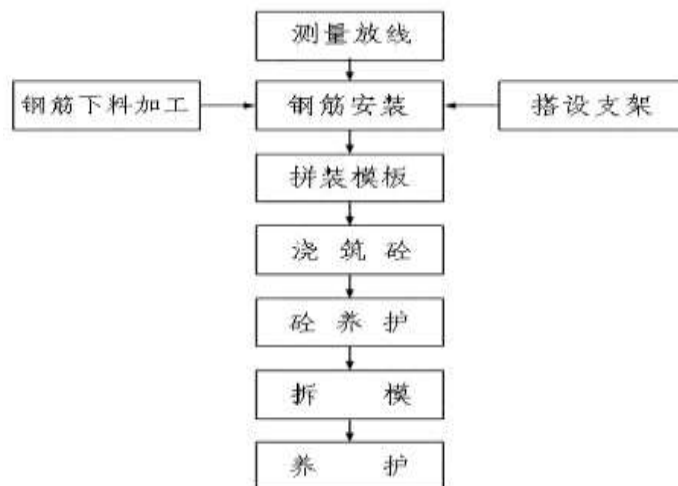 测量放线
钢筋下料加工
钢筋安装
搭设支架
拼装模板
浇筑砼
砼养护
拆模
养护